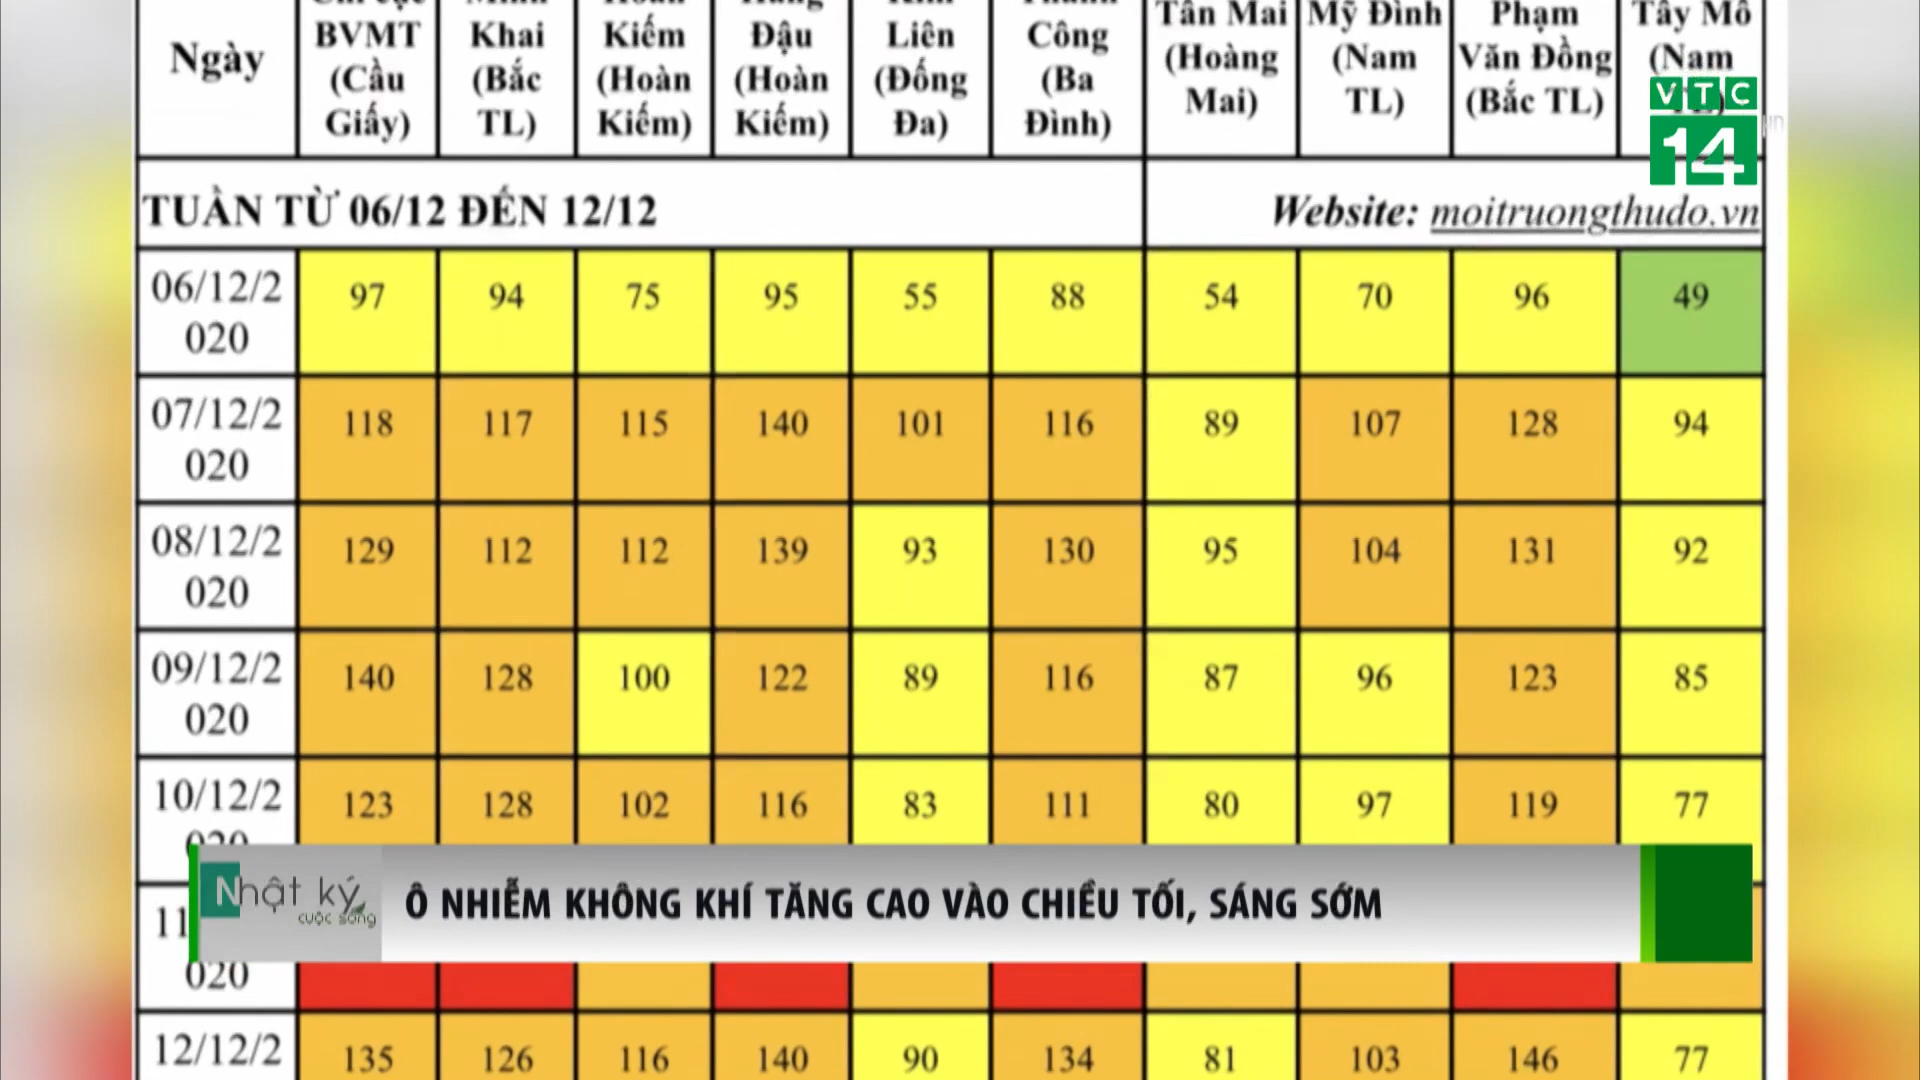 Ngày
BVMT
(Cầu
Giấy)
Khai
(Bắc
TL)
Kiếm
(Hoàn
Kiếm)
Đậu
(Hoàn
Kiếm)
Liên
(Đống
Đa)
Công
(Ba
Đình)
Tân Mai
(Hoàng
Mai)
Mỹ Đình
(Nam
TL)
Phạm
Văn Đồng
(Bắc TL)
Tây Mỗ
(Nam
VTC
14
TUẦN TỪ 06/12 ĐẾN 12/12
Website: moitruongthudo.vn
06/12/2
020
97 94 75 95 55 88 54 70 96 49
07/12/2
020
118 117 115 140 101 116 89 107 128 94
08/12/2
020
129 112 112 139 93 130 95 104 131 92
09/12/2
020
140 128 100 122 89 116 87 96 123 85
10/12/2
123 128 102 116 83 111 80 97 119 77
Nhật ký
cuộc sống
Ô NHIỄM KHÔNG KHÍ TĂNG CAO VÀO CHIỀU TỐI, SÁNG SỚM
11
020
12/12/2
135 126 116 140 90 134 81 103 146 77